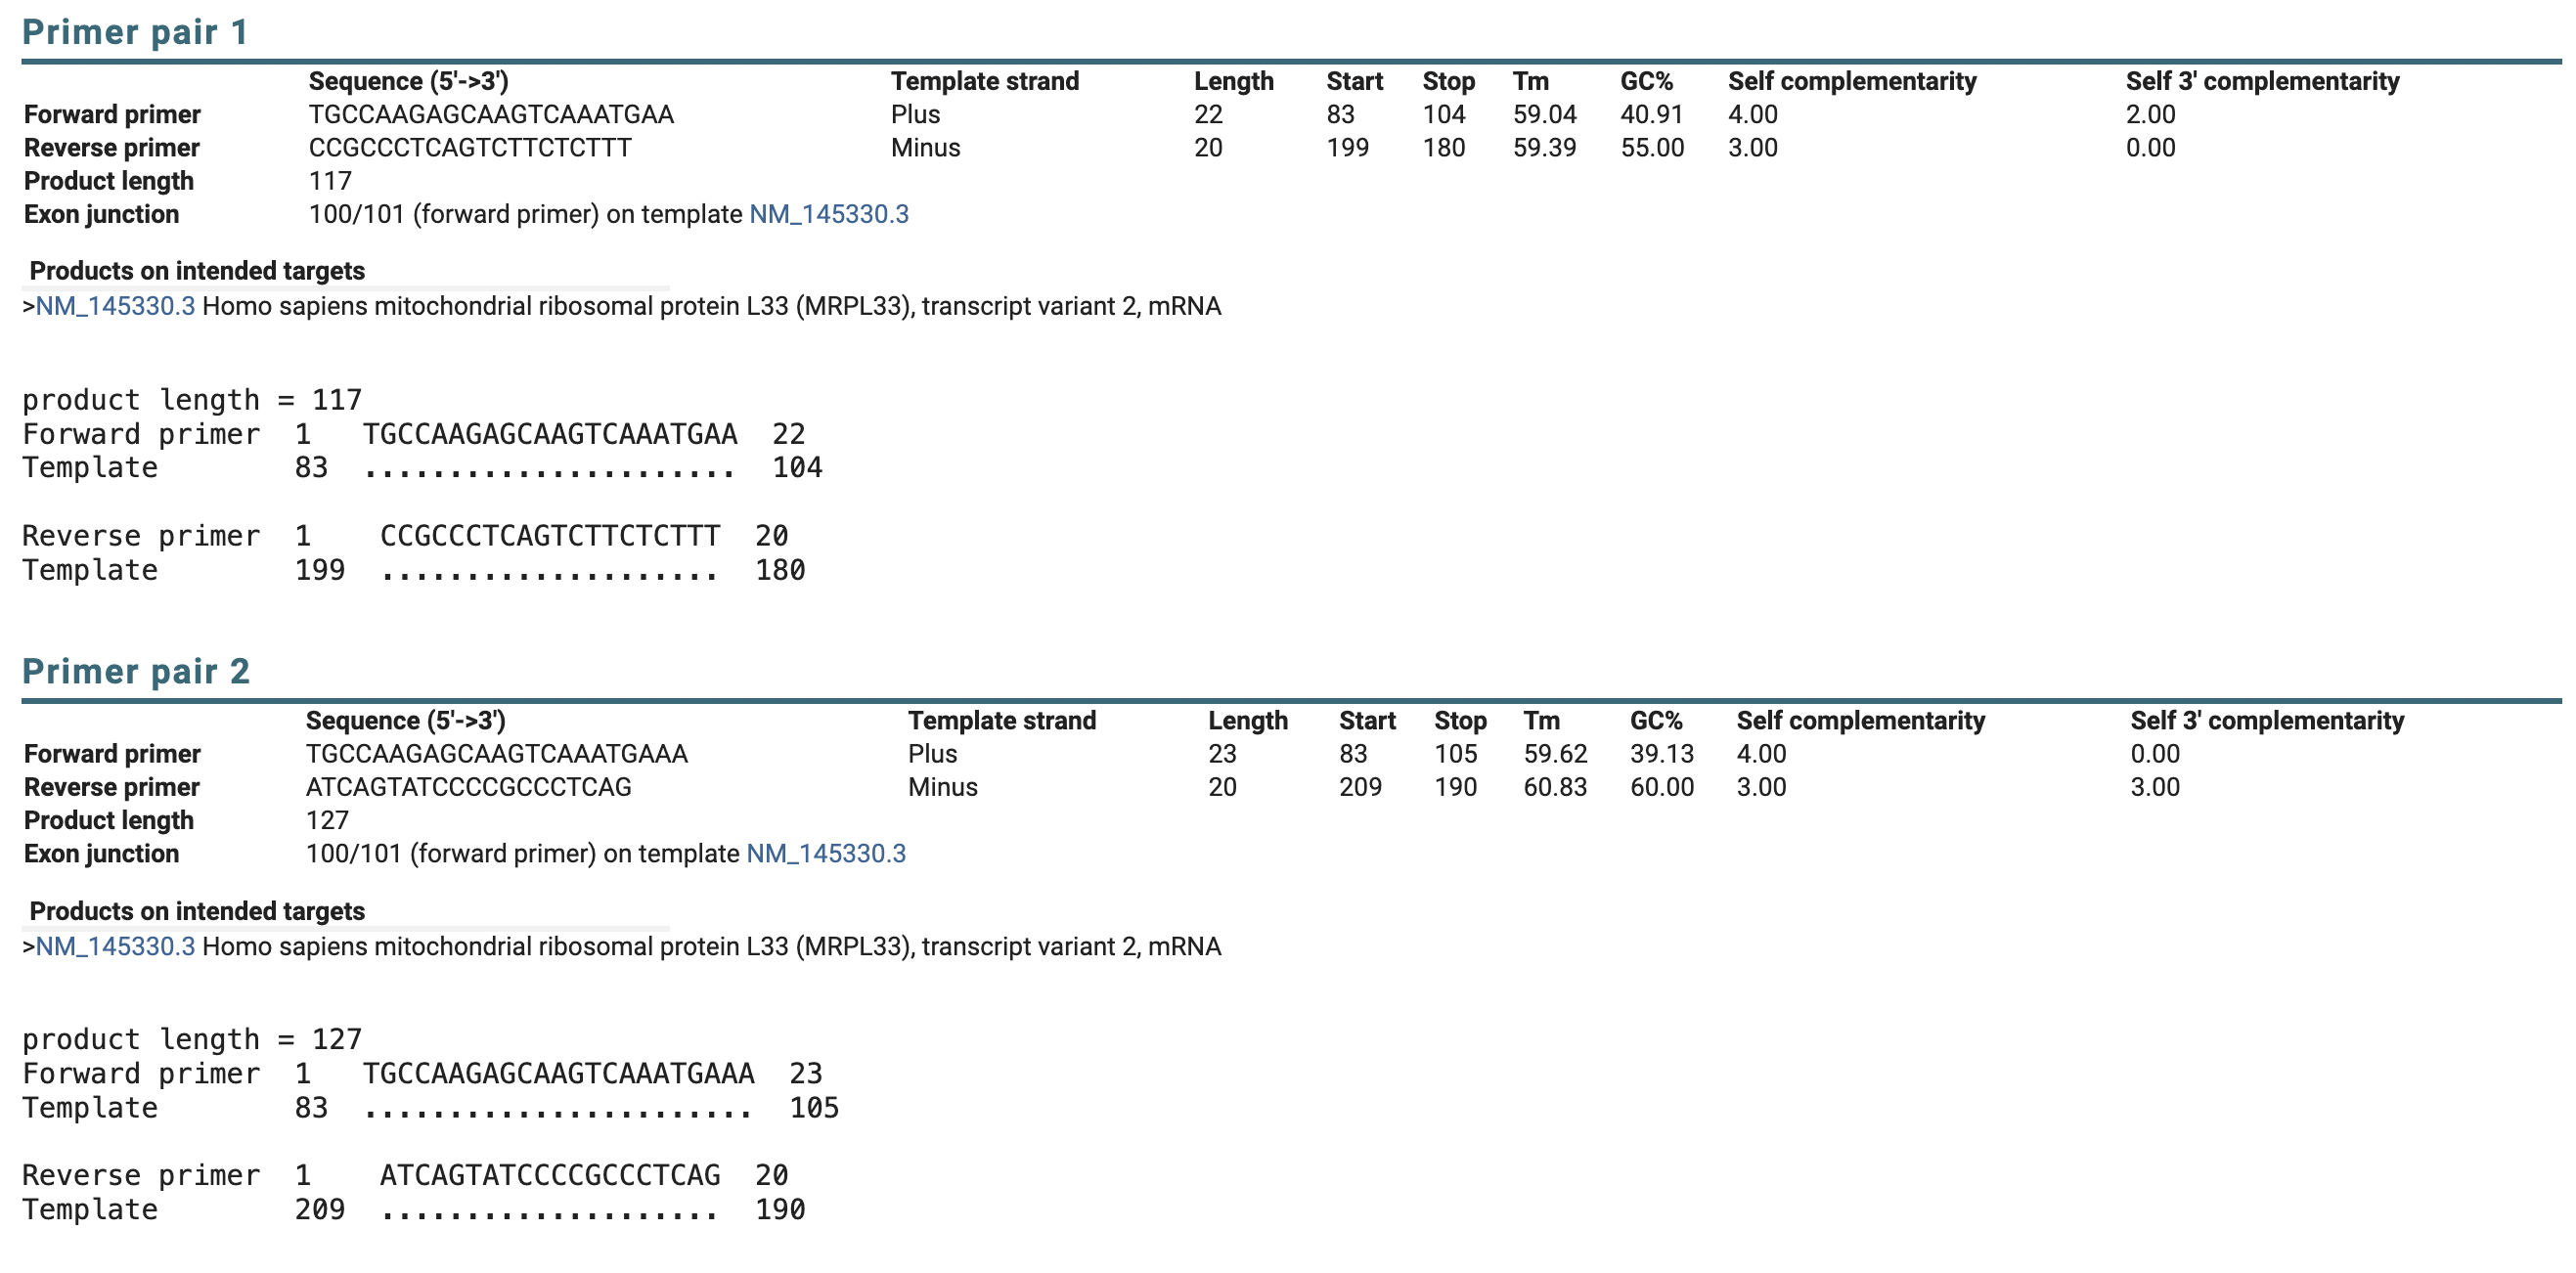 Primer pair 1
Sequence (5'->3') Template strand Length Start Stop Tm GC% Self complementarity Self 3' complementarity
Forward primer TGCCAAGAGCAAGTCAAATGAA Plus 22 83 104 59.04 40.91 4.00 2.00
Reverse primer CCGCCCTCAGTCTTCTCTTT Minus 20 199 180 59.39 55.00 3.00 0.00
Product length 117
Exon junction 100/101 (forward primer) on template NM_145330.3
Products on intended targets
>NM_145330.3 Homo sapiens mitochondrial ribosomal protein L33 (MRPL33), transcript variant 2, mRNA
product length = 117
Forward primer 1 TGCCAAGAGCAAGTCAAATGAA 22
Template 83 ...................... 104
Reverse primer 1 CCGCCCTCAGTCTTCTCTTT 20
Template 199 .................... 180
Primer pair 2
Sequence (5'->3') Template strand Length Start Stop Tm GC% Self complementarity Self 3' complementarity
Forward primer TGCCAAGAGCAAGTCAAATGAAA Plus 23 83 105 59.62 39.13 4.00 0.00
Reverse primer ATCAGTATCCCCGCCCTCAG Minus 20 209 190 60.83 60.00 3.00 3.00
Product length 127
Exon junction 100/101 (forward primer) on template NM_145330.3
Products on intended targets
>NM_145330.3 Homo sapiens mitochondrial ribosomal protein L33 (MRPL33), transcript variant 2, mRNA
product length = 127
Forward primer 1 TGCCAAGAGCAAGTCAAATGAAA 23
Template 83 ....................... 105
Reverse primer 1 ATCAGTATCCCCGCCCTCAG 20
Template 209 .................... 190